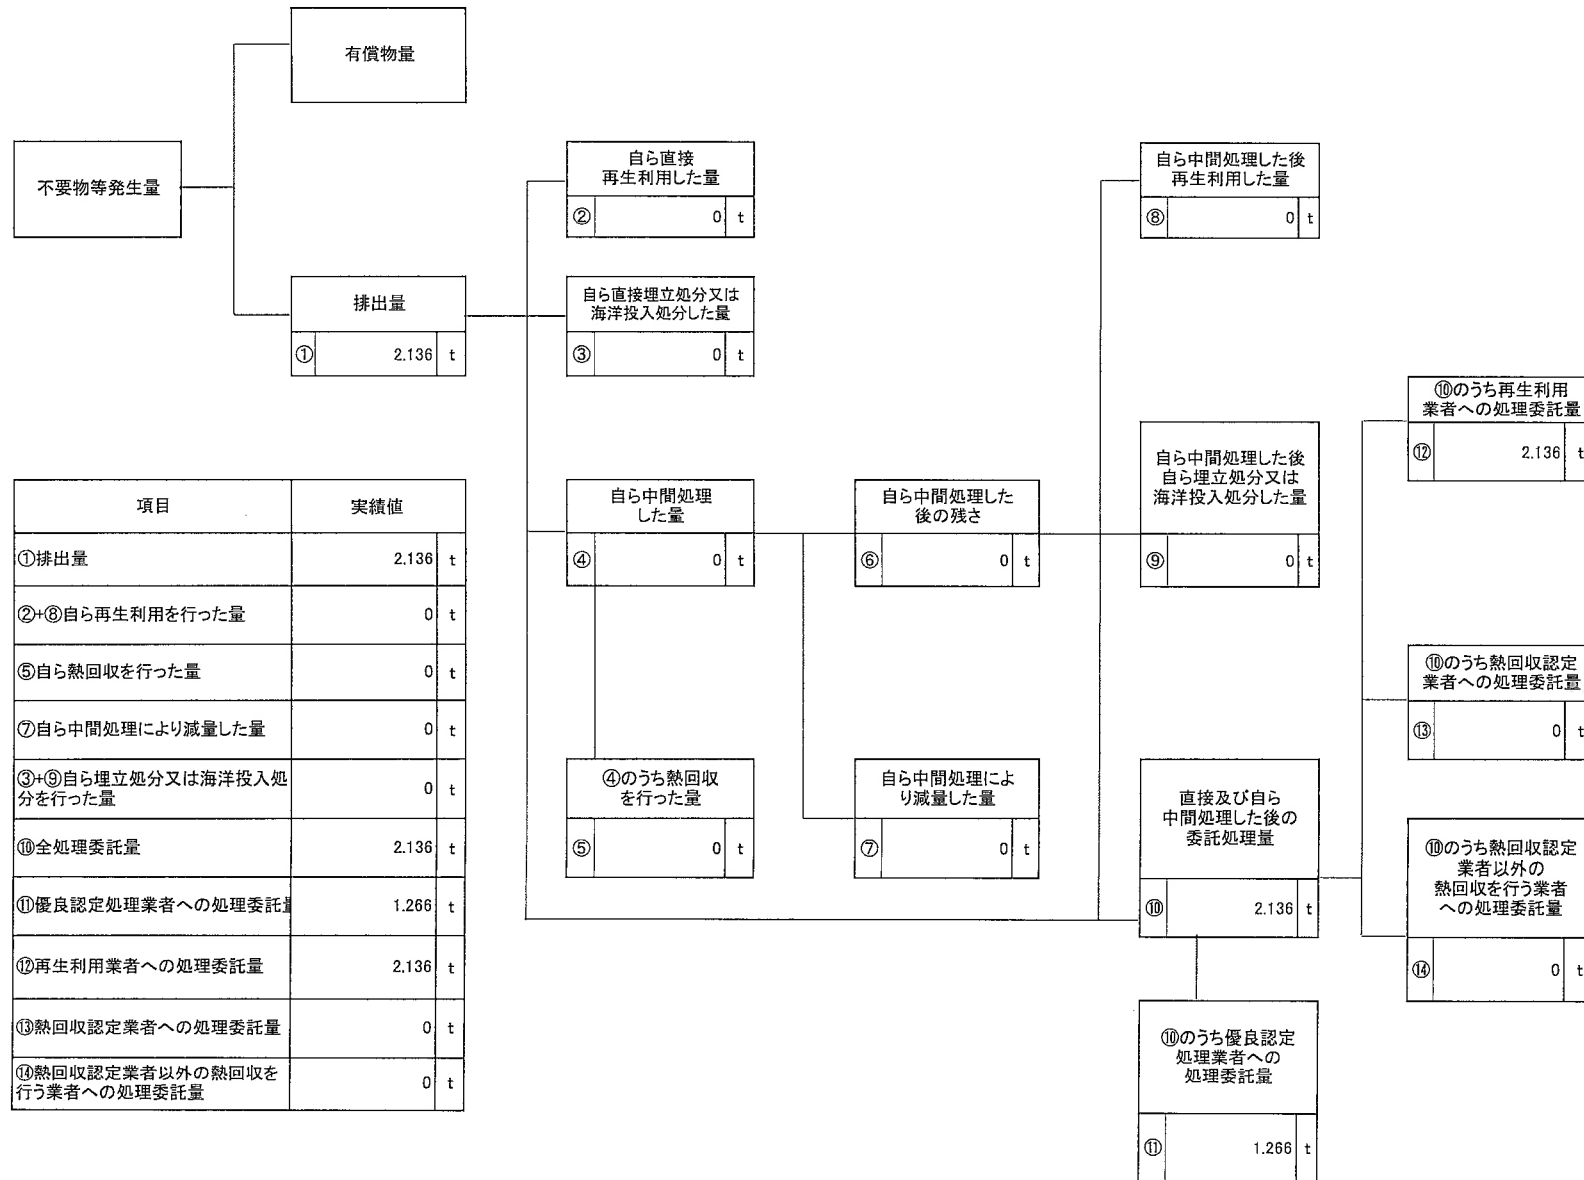 有償物量
不要物等発生量
排出量
① 2.136 t
自ら直接
再生利用した量
② 0 t
自ら直接埋立処分又は
海洋投入処分した量
③ 0 t
自ら中間処理
した量
④ 0 t
④のうち熱回収
を行った量
⑤ 0 t
自ら中間処理した
後の残さ
⑥ 0 t
自ら中間処理によ
り減量した量
⑦ 0 t
自ら中間処理した後
再生利用した量
⑧ 0 t
自ら中間処理した後
自ら埋立処分又は
海洋投入処分した量
⑨ 0 t
直接及び自ら
中間処理した後の
委託処理量
⑩ 2.136 t
⑩のうち優良認定
処理業者への
処理委託量
⑪ 1.266 t
⑩のうち再生利用
業者への処理委託量
⑫ 2.136 t
⑩のうち熱回収認定
業者への処理委託量
⑬ 0 t
⑩のうち熱回収認定
業者以外の
熱回収を行う業者
への処理委託量
⑭ 0 t
項目 実績値
①排出量 2.136 t
②+⑧自ら再生利用を行った量 0 t
⑤自ら熱回収を行った量 0 t
⑦自ら中間処理により減量した量 0 t
③+⑨自ら埋立処分又は海洋投入処
分を行った量 0 t
⑩全処理委託量 2.136 t
⑪優良認定処理業者への処理委託量 1.266 t
⑫再生利用業者への処理委託量 2.136 t
⑬熱回収認定業者への処理委託量 0 t
⑭熱回収認定業者以外の熱回収を
行う業者への処理委託量 0 t